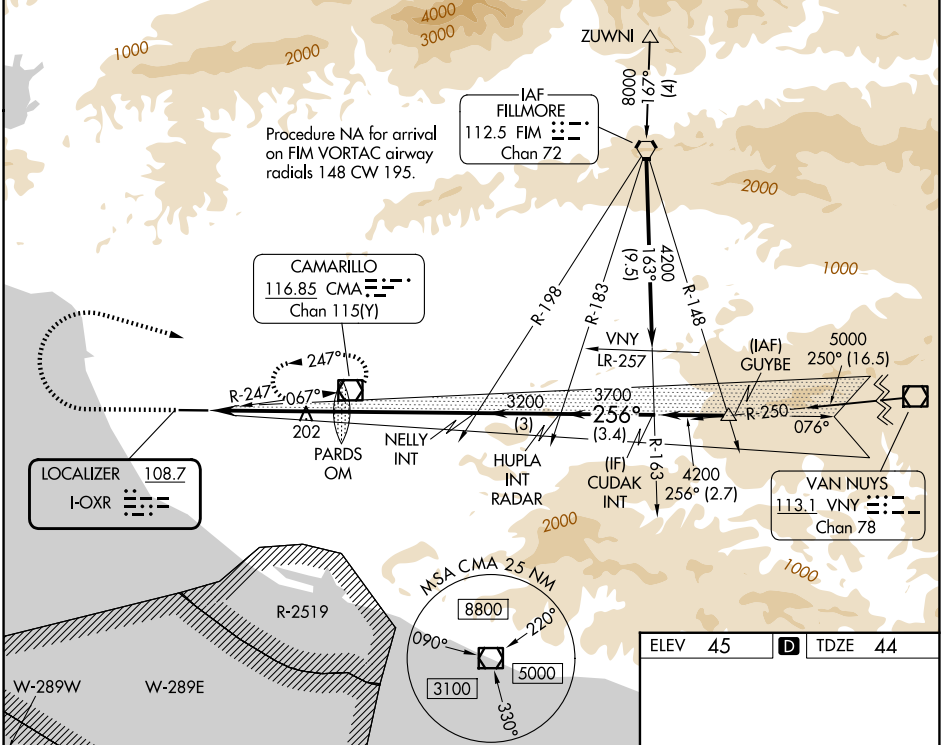 4000
3000
1000
2000
ZUWNI
8000
167°
(4)
IAF
FILLMORE
112.5 FIM
Chan 72
Procedure NA for arrival
on FIM VORTAC airway
radials 148 CW 195.
2000
4200
163°
(9.5)
1000
CAMARILLO
116.85 CMA
Chan 115(Y)
R-198
R-183
R-148
VNY
LR-257
(IAF)
GUYBE
5000
250° (16.5)
247°
R-247
067°
3200
(3)
3700
256°
(3.4)
R-250
076°
202
PARDS
OM
NELLY
INT
HUPLA
INT
RADAR
(IF)
CUDAK
INT
R-163
4200
256° (2.7)
LOCALIZER 108.7
I-OXR
VAN NUYS
113.1 VNY
Chan 78
2000
1000
MSA CMA 25 NM
8800
220°
090°
5000
3100
330°
R-2519
W-289W
W-289E
ELEV 45 D TDZE 44